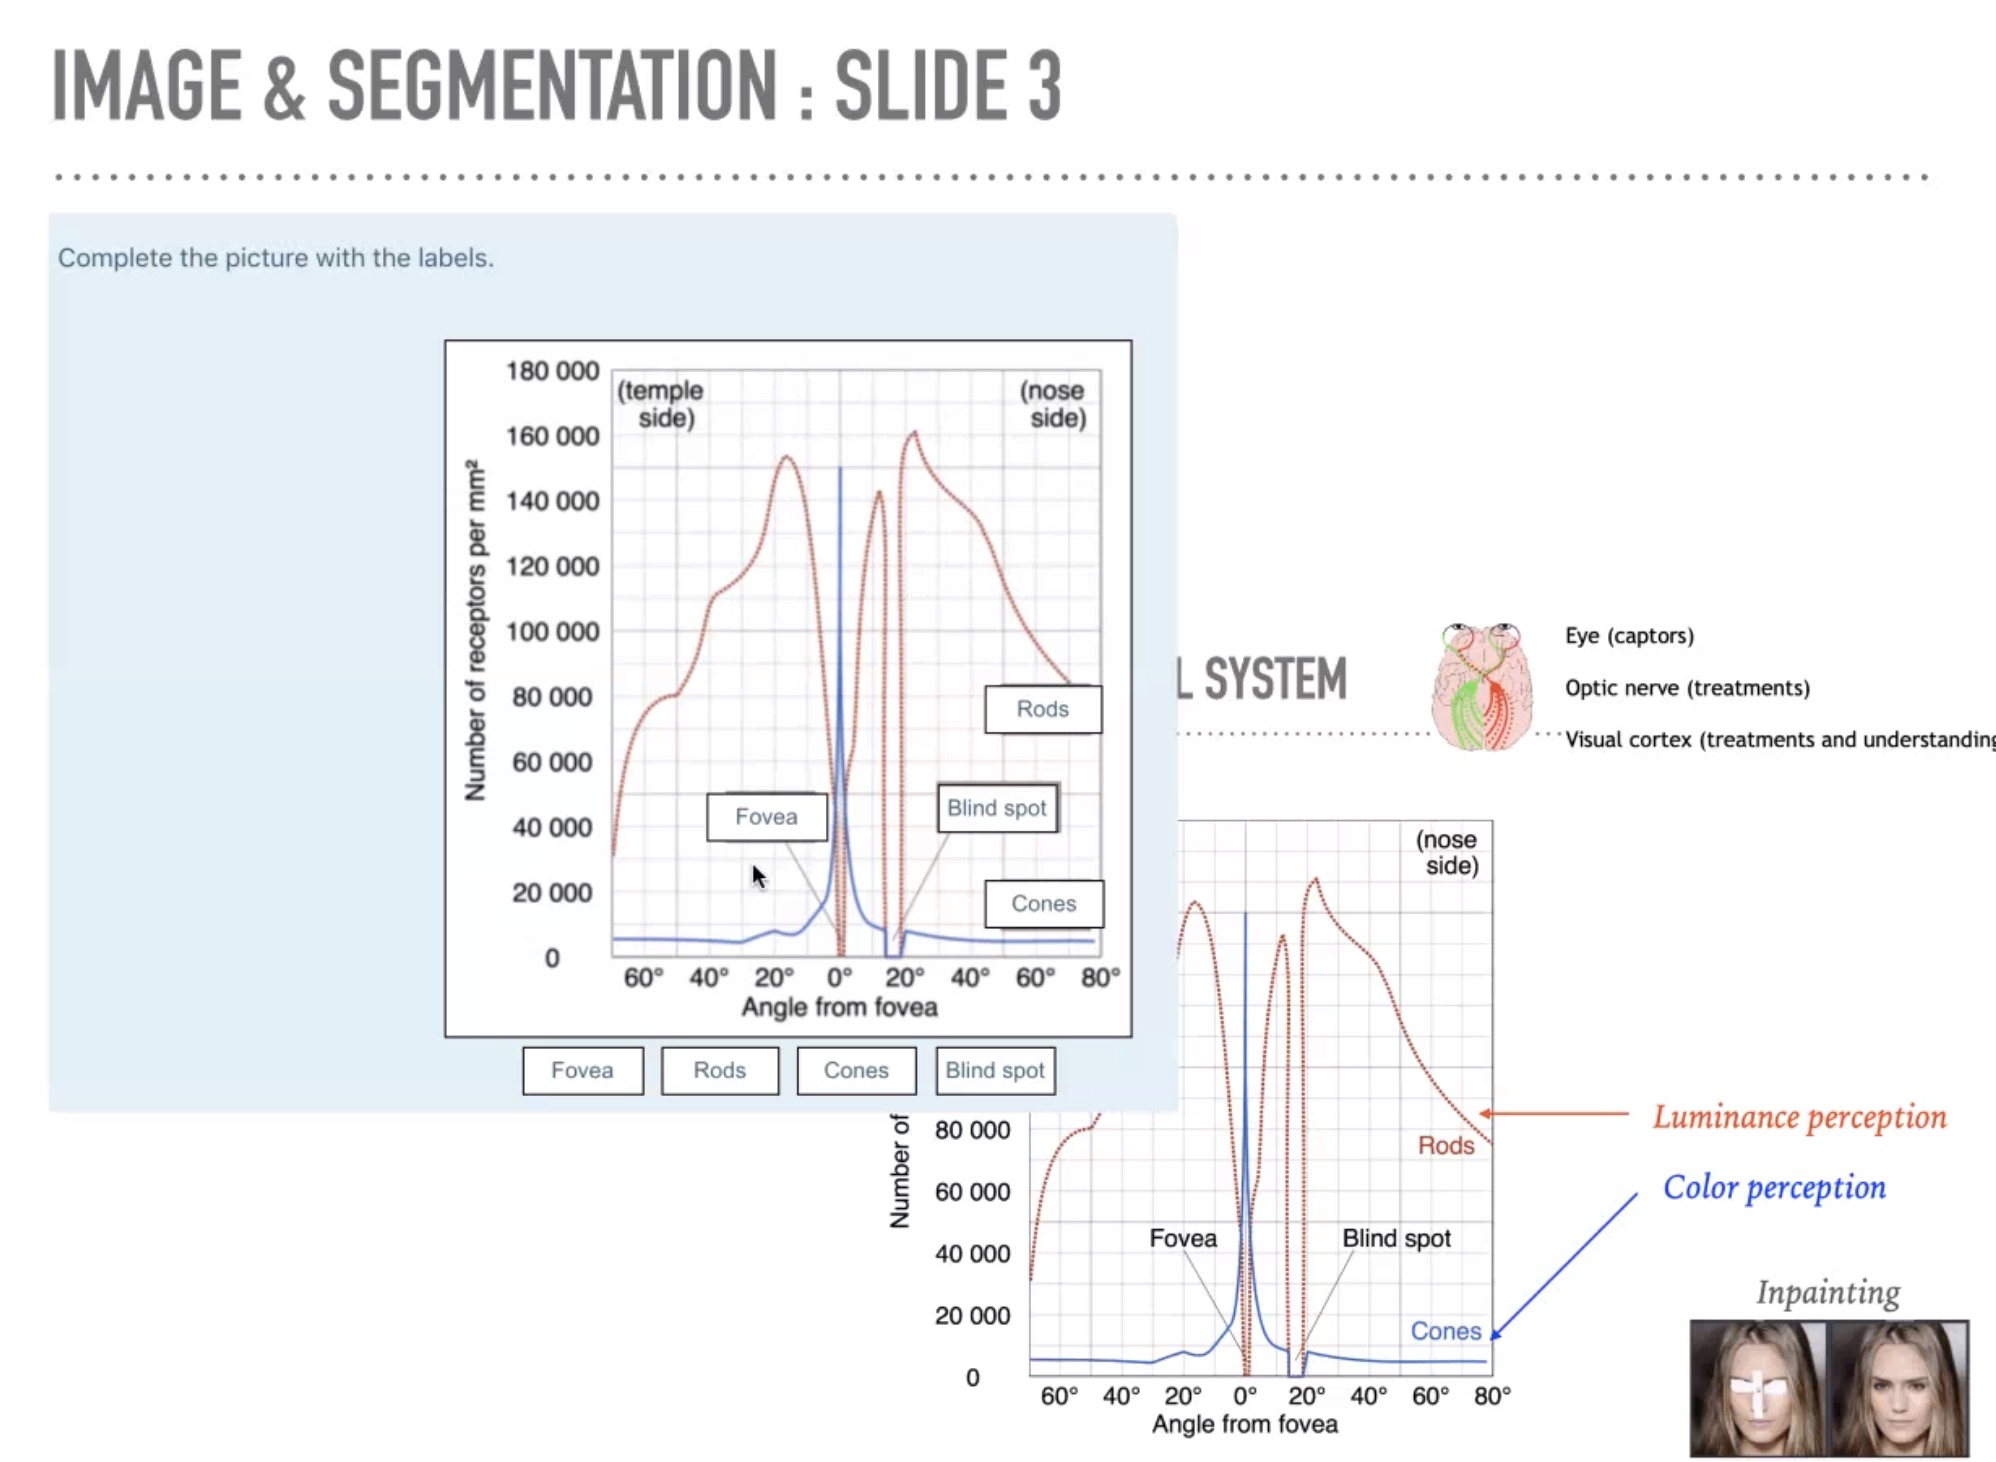 IMAGE & SEGMENTATION : SLIDE 3
Complete the picture with the labels.
180 000
(temple side)
(nose side)
160 000
140 000
120 000
100 000
80 000
60 000
40 000
20 000
0
Number of receptors per mm²
Rods
Fovea
Blind spot
Cones
60° 40° 20° 0° 20° 40° 60° 80°
Angle from fovea
Fovea Rods Cones Blind spot
L SYSTEM
Eye (captors)
Optic nerve (treatments)
Visual cortex (treatments and understanding
(nose
side)
Number of
80 000
60 000
40 000
20 000
0
Rods
Fovea
Blind spot
Cones
60° 40° 20° 0° 20° 40° 60° 80°
Angle from fovea
Luminance perception
Color perception
Inpainting